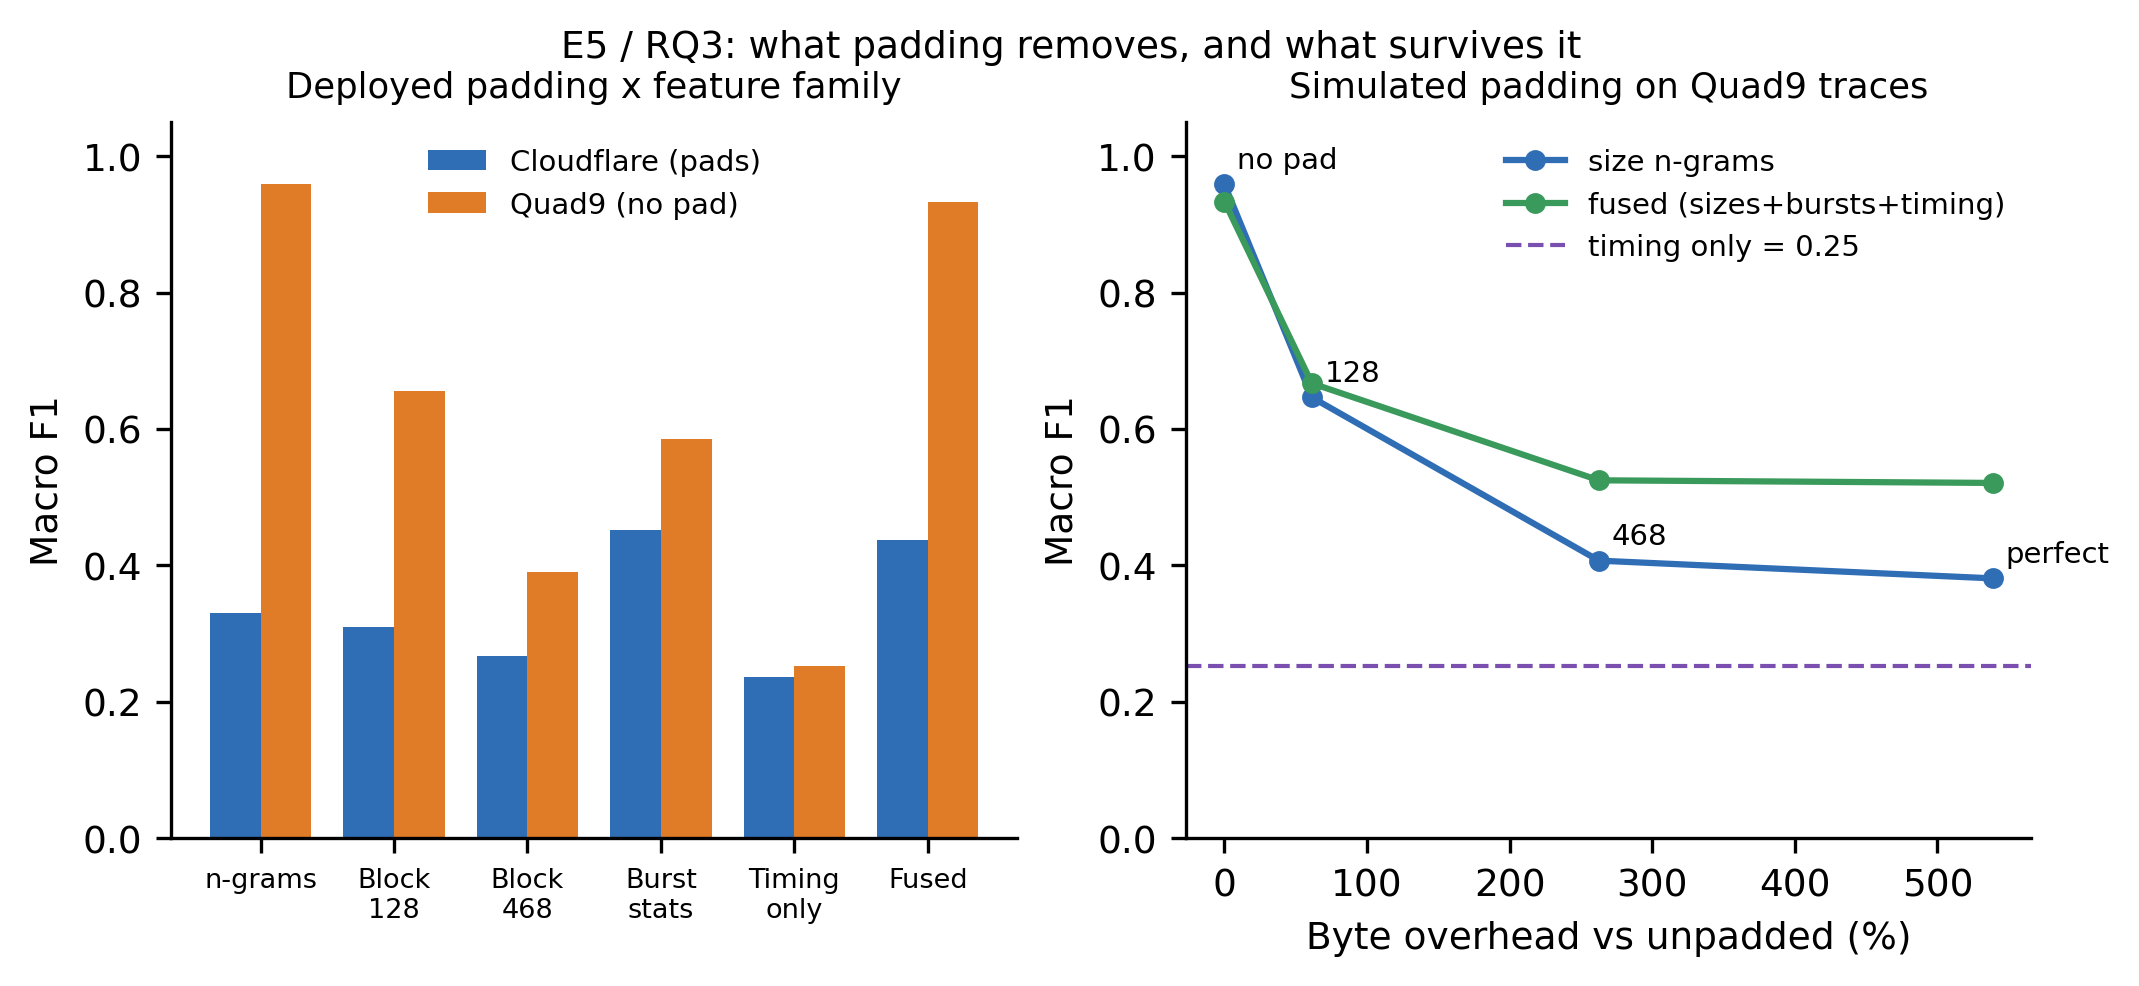 E5 / RQ3: what padding removes, and what survives it
Deployed padding x feature family
Macro F1
1.0
0.8
0.6
0.4
0.2
0.0
Cloudflare (pads)
Quad9 (no pad)
n-grams
Block
128
Block
468
Burst
stats
Timing
only
Fused
Simulated padding on Quad9 traces
Macro F1
1.0
0.8
0.6
0.4
0.2
0.0
no pad
128
468
perfect
size n-grams
fused (sizes+bursts+timing)
timing only = 0.25
0
100
200
300
400
500
Byte overhead vs unpadded (%)